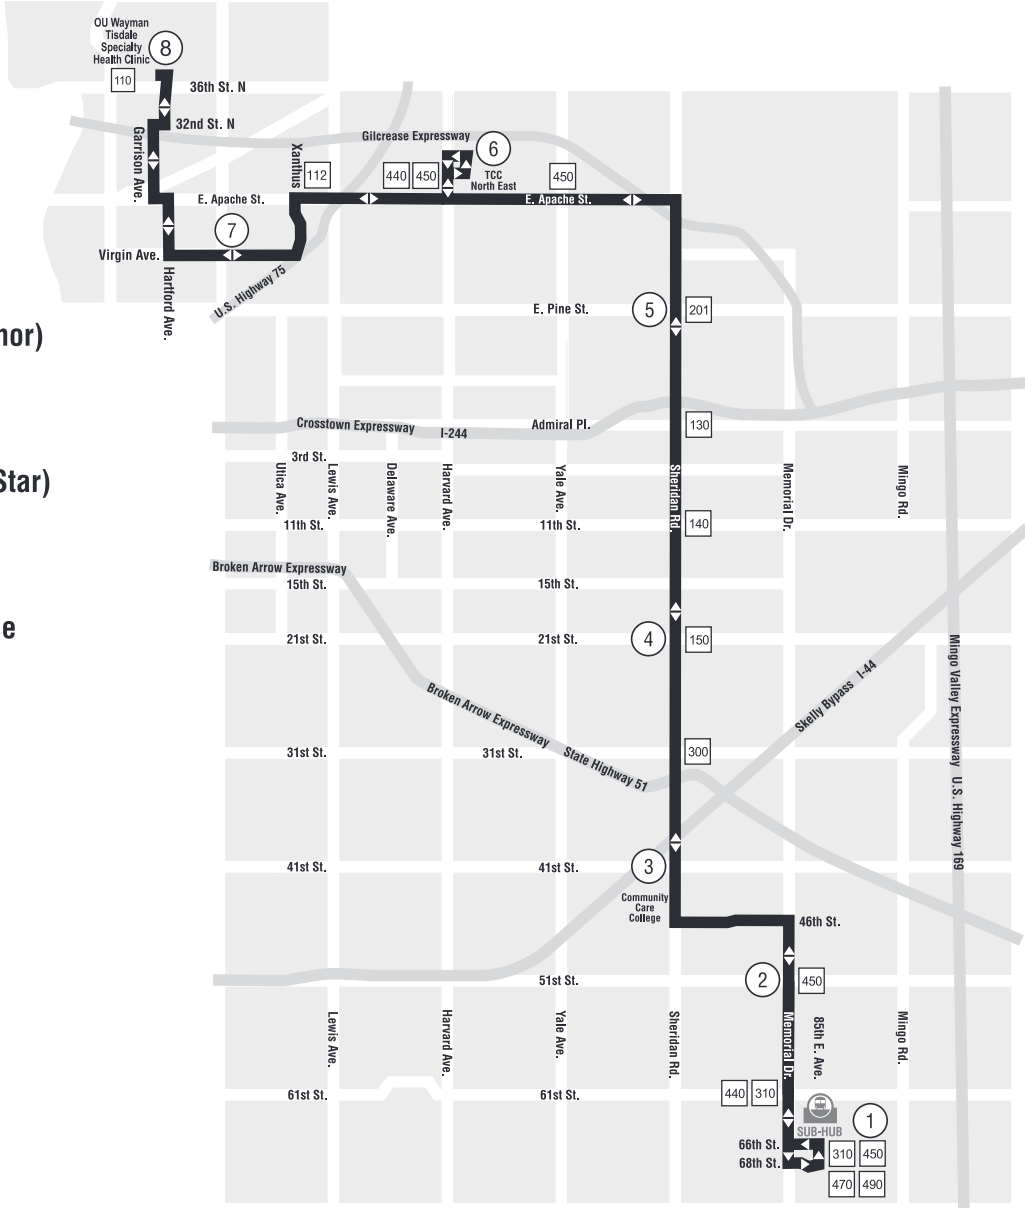 OU Wayman
Tisdale
Specialty
Health Clinic
8
110
36th St. N
32nd St. N
Garrison Ave.
Xanthus
Gilcrease Expressway
6
TCC
North East
112
440
450
450
E. Apache St.
E. Apache St.
7
Virgin Ave.
Hartford Ave.
U.S. Highway 75
nor)
E. Pine St.
5
201
Crosstown Expressway
I-244
Admiral Pl.
130
3rd St.
Star)
Utica Ave.
Lewis Ave.
Delaware Ave.
Harvard Ave.
Yale Ave.
Sheridan Rd.
Memorial Dr.
Mingo Rd.
11th St.
11th St.
140
Broken Arrow Expressway
15th St.
15th St.
e
21st St.
21st St.
4
150
Broken Arrow Expressway
State Highway 51
Skelly Bypass I-44
Mingo Valley Expressway U.S. Highway 169
31st St.
31st St.
300
41st St.
41st St.
3
Community
Care
College
46th St.
51st St.
2
450
Lewis Ave.
Harvard Ave.
Yale Ave.
Sheridan Rd.
Memorial Dr.
85th E. Ave.
Mingo Rd.
61st St.
61st St.
440
310
SUB-HUB
1
66th St.
68th St.
310
450
470
490